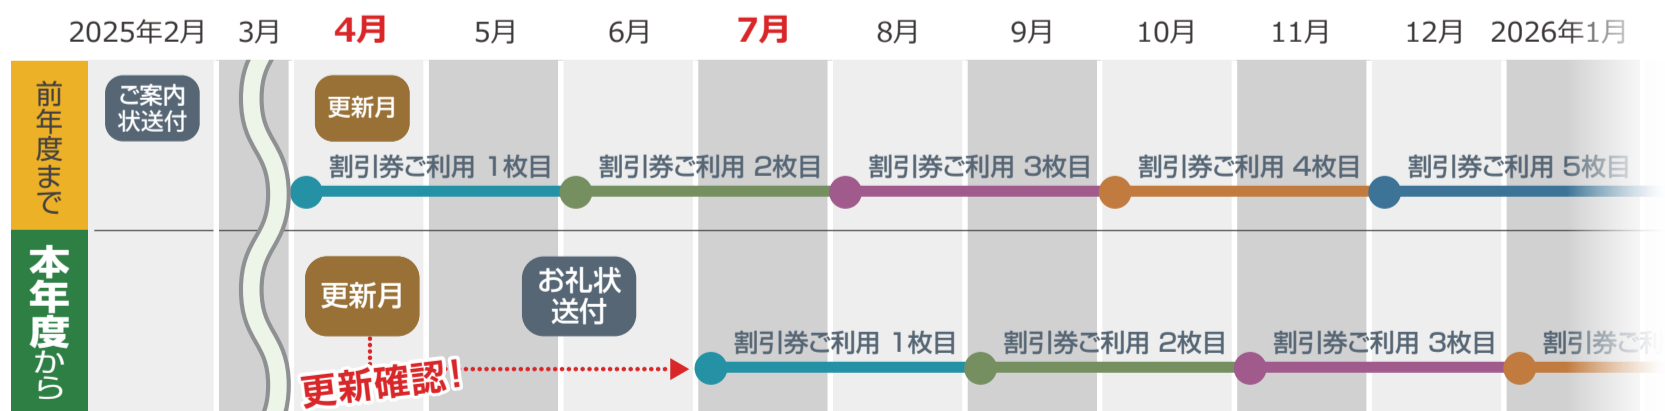 2025年2月 3月 4月 5月 6月 7月 8月 9月 10月 11月 12月 2026年1月
前年度まで
ご案内
状送付
更新月
割引券ご利用 1枚目 割引券ご利用 2枚目 割引券ご利用 3枚目 割引券ご利用 4枚目 割引券ご利用 5枚目
本年度から
更新月
お礼状
送付
更新確認!
割引券ご利用 1枚目 割引券ご利用 2枚目 割引券ご利用 3枚目 割引券ご利